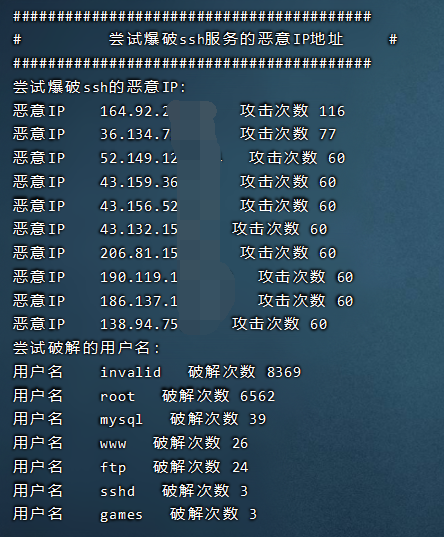 #########################################
# 尝试爆破ssh服务的恶意IP地址 #
#########################################
尝试爆破ssh的恶意IP:
恶意IP 164.92.2 攻击次数 116
恶意IP 36.134.7 攻击次数 77
恶意IP 52.149.12 攻击次数 60
恶意IP 43.159.36 攻击次数 60
恶意IP 43.156.52 攻击次数 60
恶意IP 43.132.15 攻击次数 60
恶意IP 206.81.15 攻击次数 60
恶意IP 190.119.1 攻击次数 60
恶意IP 186.137.1 攻击次数 60
恶意IP 138.94.75 攻击次数 60
尝试破解的用户名:
用户名 invalid 破解次数 8369
用户名 root 破解次数 6562
用户名 mysql 破解次数 39
用户名 www 破解次数 26
用户名 ftp 破解次数 24
用户名 sshd 破解次数 3
用户名 games 破解次数 3